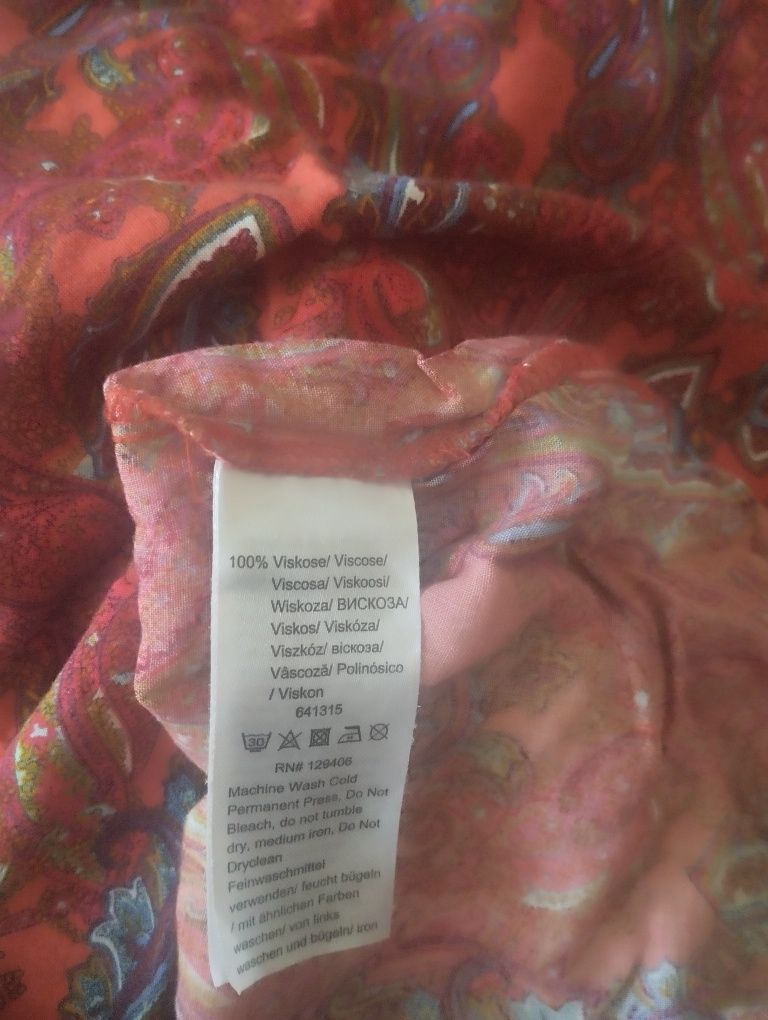 100% Viskose/ Viscose/
Viscosa/ Viskoosi/
Wiskoza/ ВИСКОЗА/
Viskos/ Viskóza/
Viszkóz/ віскоза/
Vâscoză/ Polinósico
/ Viskon
641315
30
RN# 129406
Machine Wash Cold
Permanent Press, Do Not
Bleach, do not tumble
dry, medium iron, Do Not
Dryclean
Feinwaschmittel
verwenden/ feucht bügeln
/ mit ähnlichen Farben
waschen/ von links
waschen und bügeln/ iron